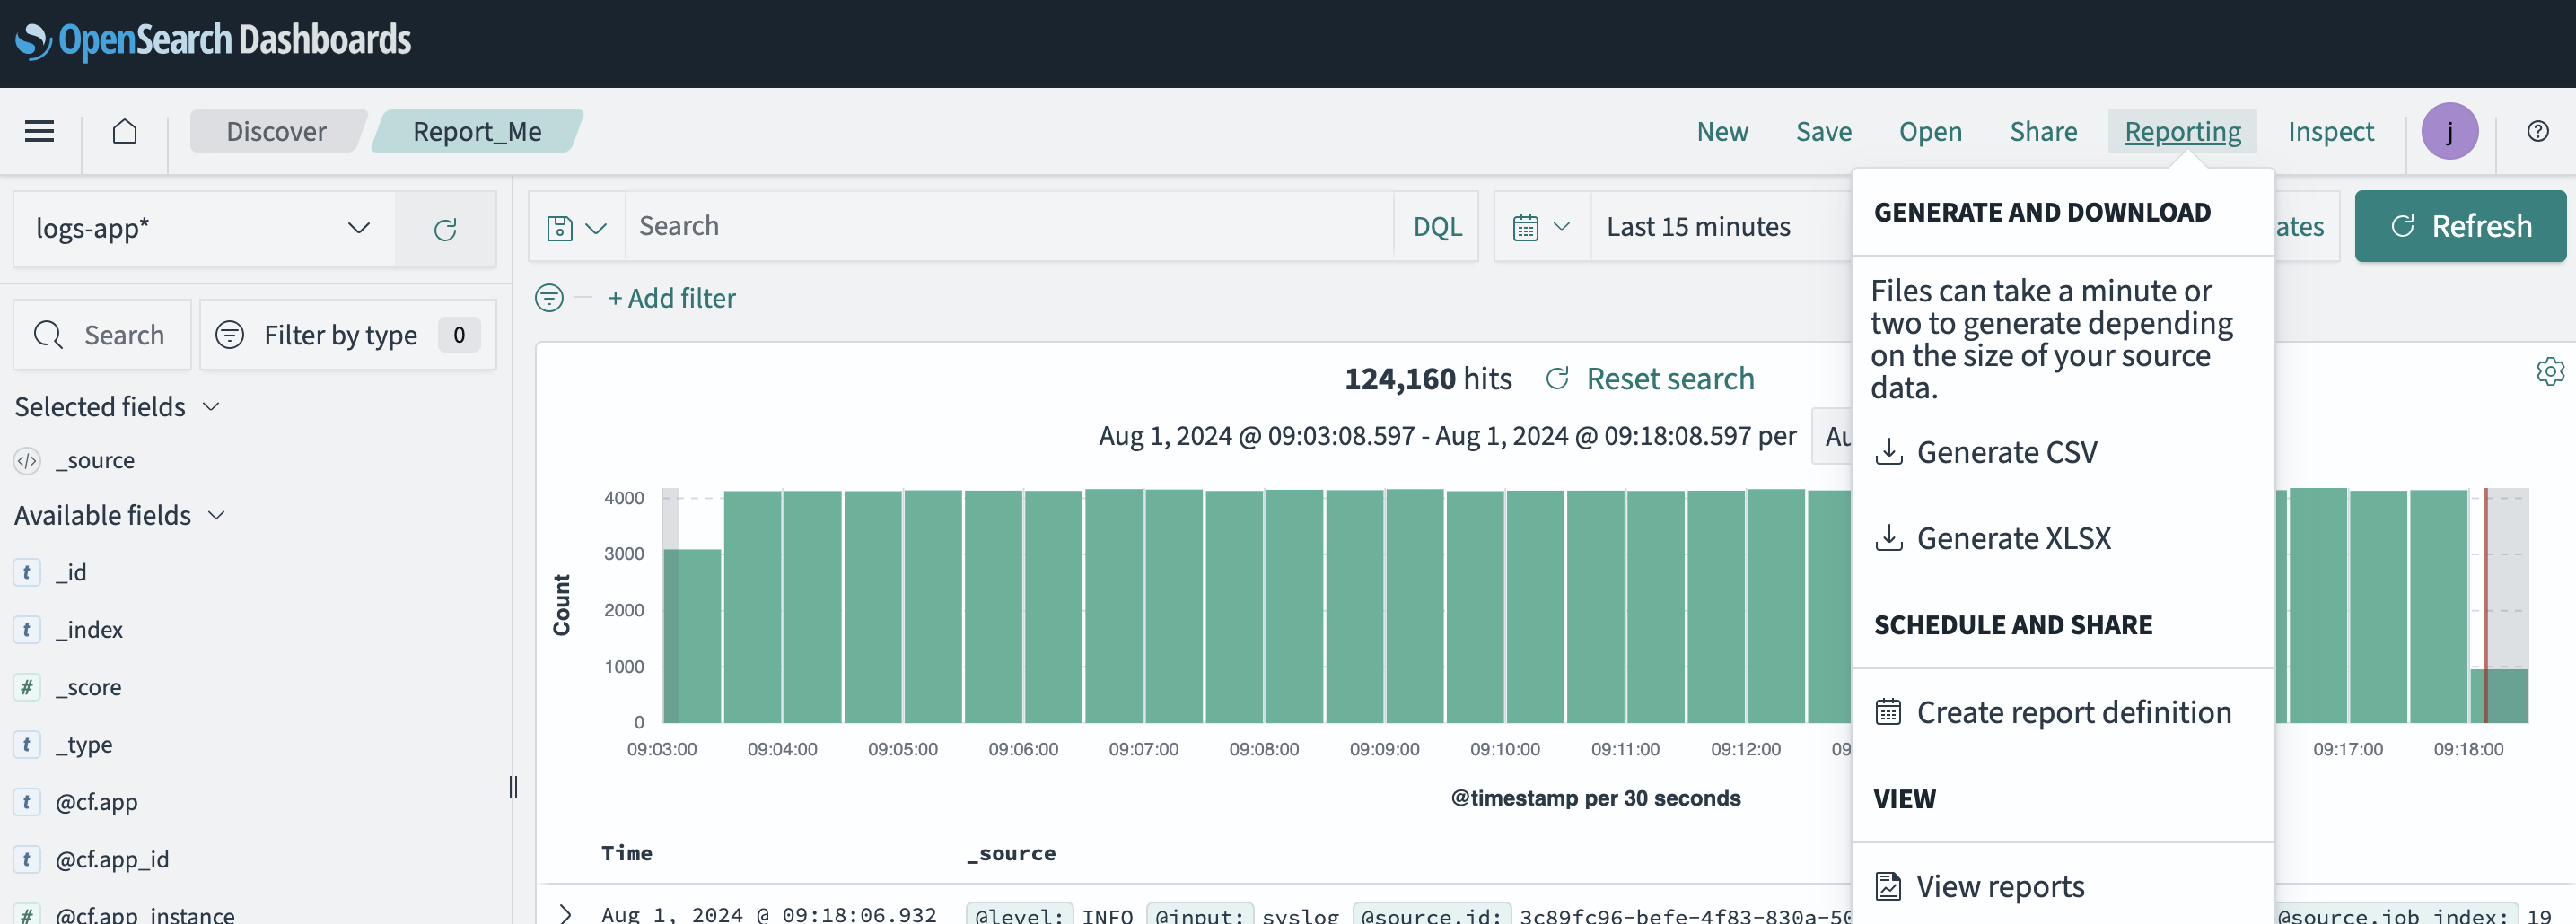 OpenSearch Dashboards
Discover
Report_Me
New
Save
Open
Share
Reporting
Inspect
j
logs-app*
Search
DQL
Last 15 minutes
Refresh
+ Add filter
Search
Filter by type
0
Selected fields
_source
Available fields
t
_id
t
_index
#
_score
t
_type
t
@cf.app
t
@cf.app_id
#
@cf.app_instance
124,160 hits
Reset search
Aug 1, 2024 @ 09:03:08.597 - Aug 1, 2024 @ 09:18:08.597 per
4000
3000
2000
1000
0
Count
09:03:00
09:04:00
09:05:00
09:06:00
09:07:00
09:08:00
09:09:00
09:10:00
09:11:00
09:12:00
09:17:00
09:18:00
@timestamp per 30 seconds
Time
_source
Aug 1, 2024 @ 09:18:06.932
@level: INFO @input: syslog @source.id: 3c89fc96-befe-4f83-830a-50
@source.job_index: 19
GENERATE AND DOWNLOAD
Files can take a minute or
two to generate depending
on the size of your source
data.
Generate CSV
Generate XLSX
SCHEDULE AND SHARE
Create report definition
VIEW
View reports